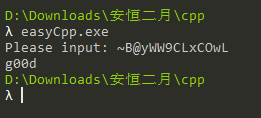 D:\Downloads\安恒二月\cpp
λ easyCpp.exe
Please input: ~B@yWW9CLxCOwL
g00d
D:\Downloads\安恒二月\cpp
λ